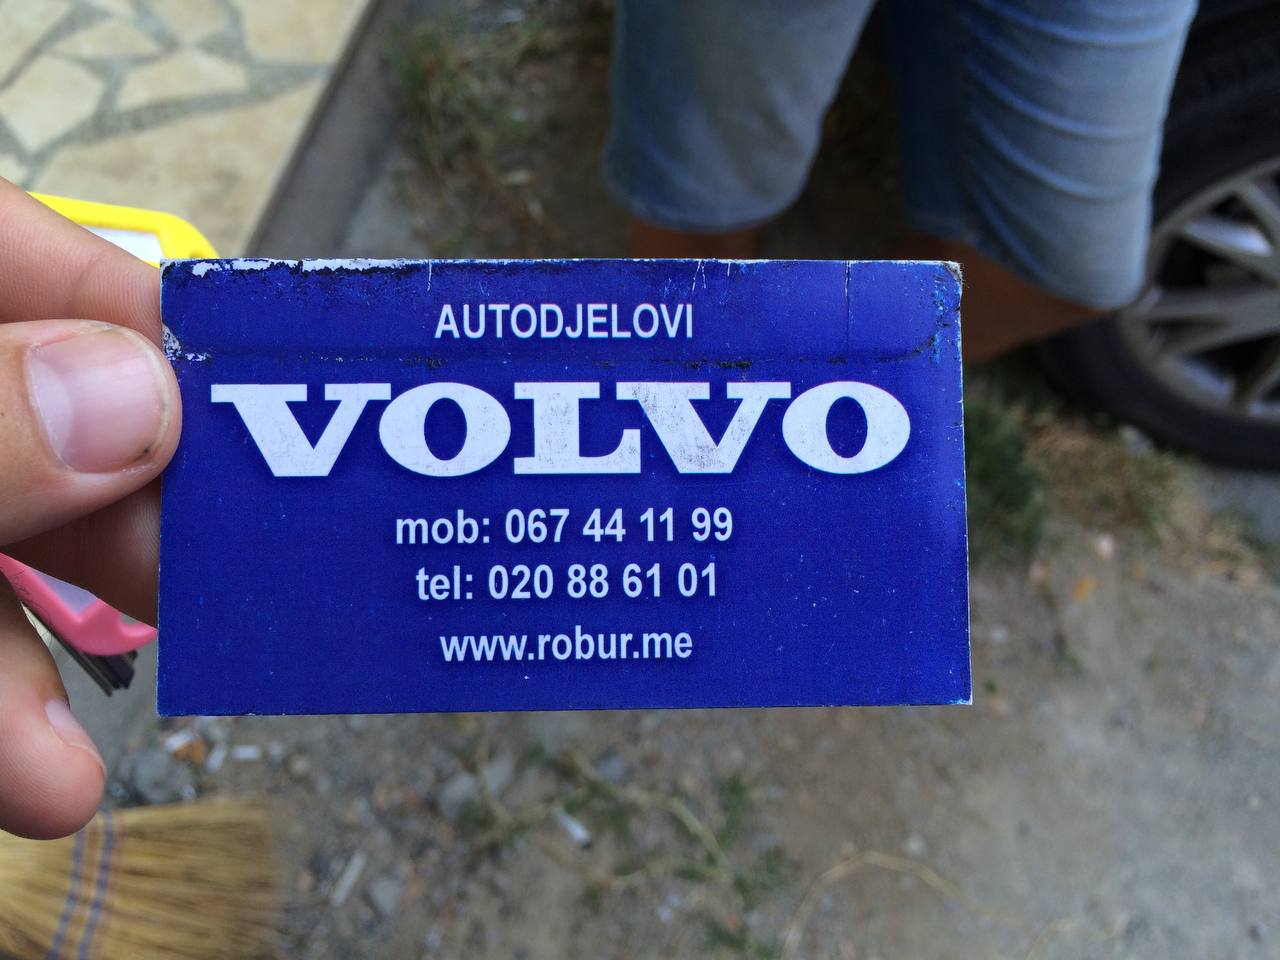 AUTODJELOVI
VOLVO
mob: 067 44 11 99
tel: 020 88 61 01
www.robur.me